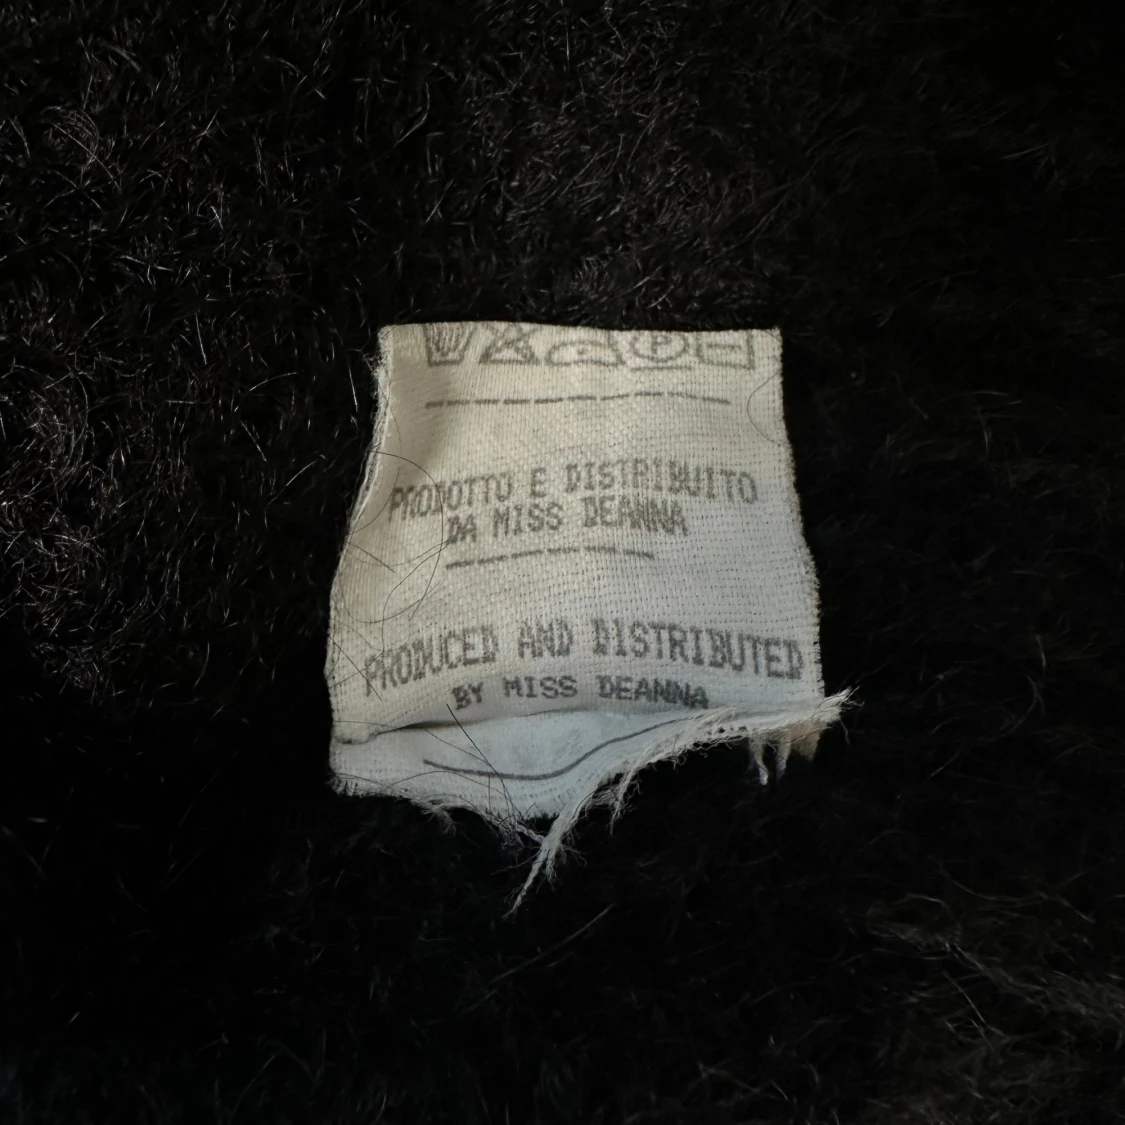 PRODOTTO E DISTRIBUITO
DA MISS DEANNA
PRODUCED AND DISTRIBUTED
BY MISS DEANNA